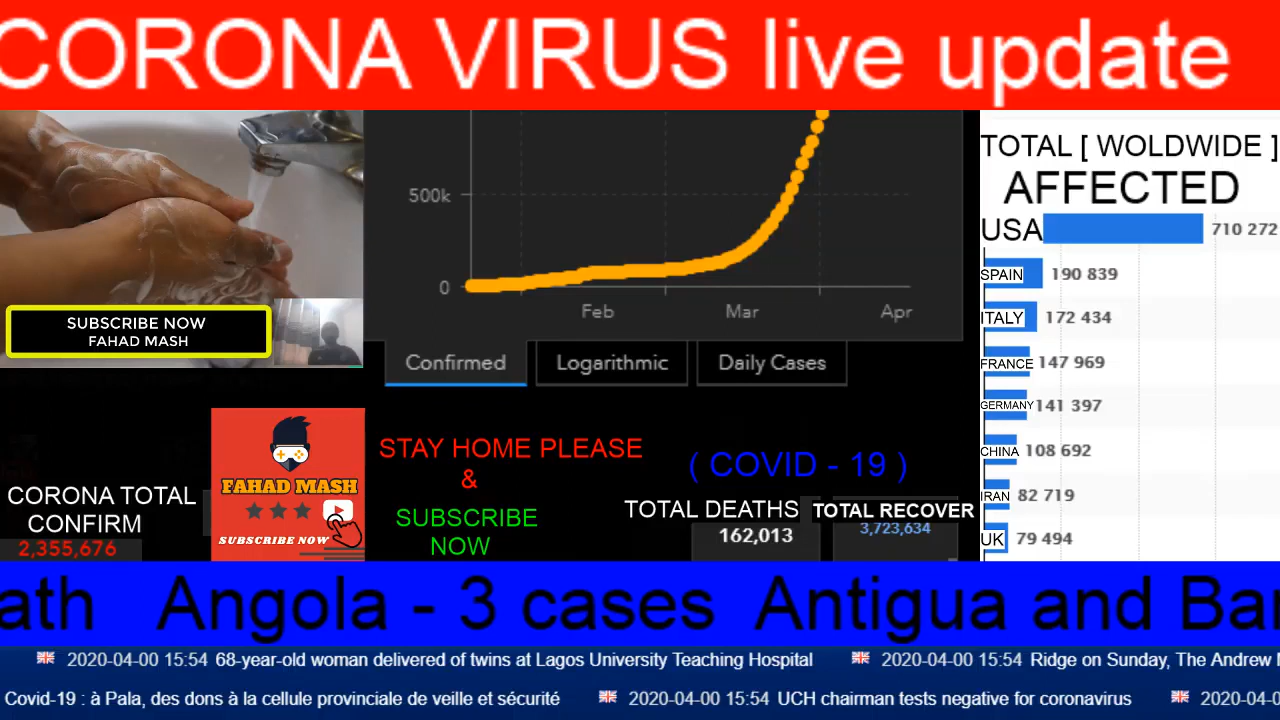 CORONA VIRUS live update
500k
0
Feb
Mar
Apr
Confirmed
Logarithmic
Daily Cases
SUBSCRIBE NOW
FAHAD MASH
TOTAL [ WOLDWIDE ]
AFFECTED
USA 710 272
SPAIN 190 839
ITALY 172 434
FRANCE 147 969
GERMANY 141 397
CHINA 108 692
IRAN 82 719
UK 79 494
CORONA TOTAL
CONFIRM
2,355,676
FAHAD MASH
SUBSCRIBE NOW
STAY HOME PLEASE
&
SUBSCRIBE
NOW
( COVID - 19 )
TOTAL DEATHS
162,013
TOTAL RECOVER
3,723,634
ath Angola - 3 cases Antigua and Bar
2020-04-00 15:54 68-year-old woman delivered of twins at Lagos University Teaching Hospital 2020-04-00 15:54 Ridge on Sunday, The Andrew
Covid-19 : à Pala, des dons à la cellule provinciale de veille et sécurité 2020-04-00 15:54 UCH chairman tests negative for coronavirus 2020-04-0